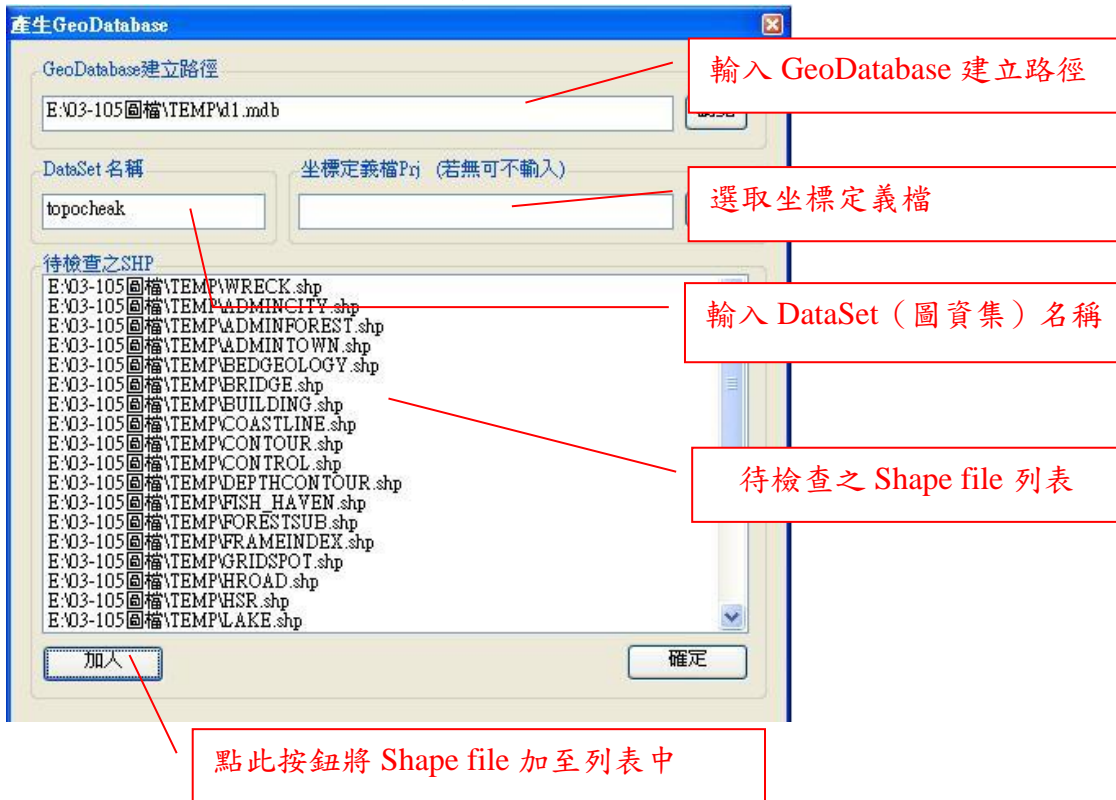 產生GeoDatabase
GeoDatabase建立路徑
輸入 GeoDatabase 建立路徑
E:\03-105圖檔\TEMP\d1.mdb
DataSet 名稱
坐標定義檔Prj (若無可不輸入)
選取坐標定義檔
topocheak
待檢查之SHP
E:\03-105圖檔\TEMP\WRECK.shp
E:\03-105圖檔\TEMP\ADMINCITY.shp
輸入 DataSet（圖資集）名稱
E:\03-105圖檔\TEMP\ADMINFOREST.shp
E:\03-105圖檔\TEMP\ADMINTOWN.shp
E:\03-105圖檔\TEMP\BEDGEOLOGY.shp
E:\03-105圖檔\TEMP\BRIDGE.shp
E:\03-105圖檔\TEMP\BUILDING.shp
E:\03-105圖檔\TEMP\COASTLINE.shp
E:\03-105圖檔\TEMP\CONTOUR.shp
E:\03-105圖檔\TEMP\CONTROL.shp
待檢查之 Shape file 列表
E:\03-105圖檔\TEMP\DEPTHCONTOUR.shp
E:\03-105圖檔\TEMP\FISH_HAVEN.shp
E:\03-105圖檔\TEMP\FORESTSUB.shp
E:\03-105圖檔\TEMP\FRAMEINDEX.shp
E:\03-105圖檔\TEMP\GRIDSPOT.shp
E:\03-105圖檔\TEMP\HROAD.shp
E:\03-105圖檔\TEMP\HSR.shp
E:\03-105圖檔\TEMP\LAKE.shp
加入
確定
點此按鈕將 Shape file 加至列表中